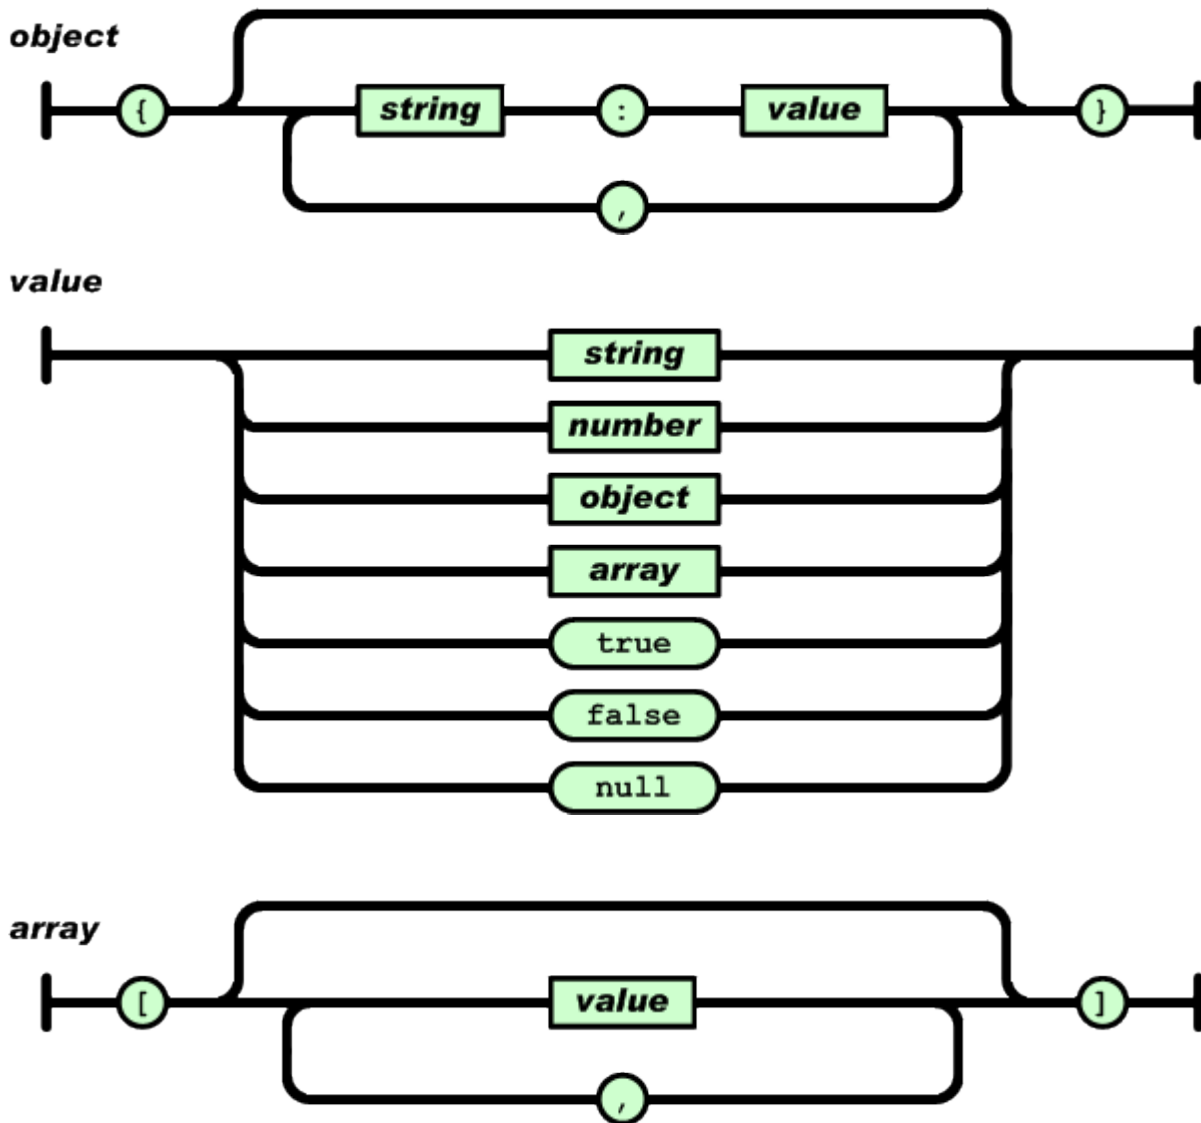 object
{ string : value }
,
value
string
number
object
array
true
false
null
array
[ value ]
,